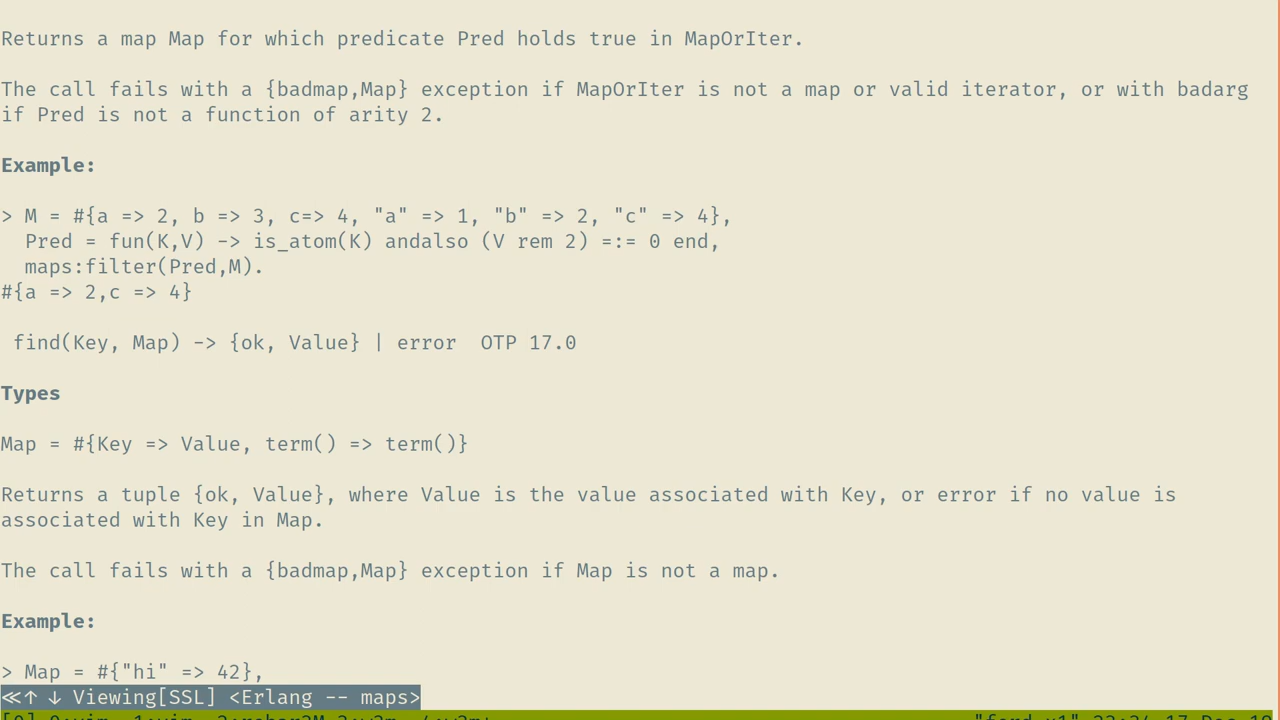 Returns a map Map for which predicate Pred holds true in MapOrIter.
The call fails with a {badmap,Map} exception if MapOrIter is not a map or valid iterator, or with badarg
if Pred is not a function of arity 2.
Example:
> M = #{a => 2, b => 3, c=> 4, "a" => 1, "b" => 2, "c" => 4},
  Pred = fun(K,V) -> is_atom(K) andalso (V rem 2) =:= 0 end,
  maps:filter(Pred,M).
#{a => 2,c => 4}
find(Key, Map) -> {ok, Value} | error  OTP 17.0
Types
Map = #{Key => Value, term() => term()}
Returns a tuple {ok, Value}, where Value is the value associated with Key, or error if no value is
associated with Key in Map.
The call fails with a {badmap,Map} exception if Map is not a map.
Example:
> Map = #{"hi" => 42},
≪↑ ↓ Viewing[SSL] <Erlang -- maps>